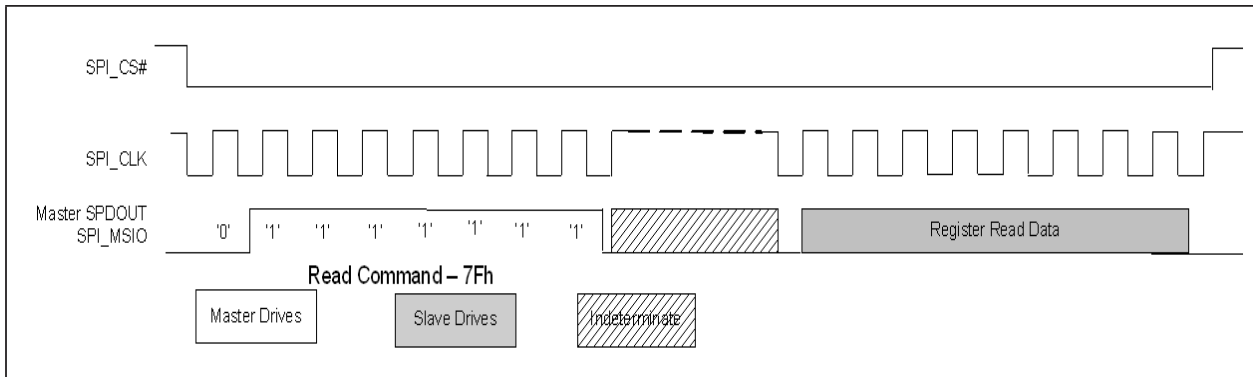 SPI_CS#
SPI_CLK
Master SPDOUT
SPI_MSIO
'0' '1' '1' '1' '1' '1' '1' '1'
Register Read Data
Read Command – 7Fh
Master Drives
Slave Drives
Indeterminate